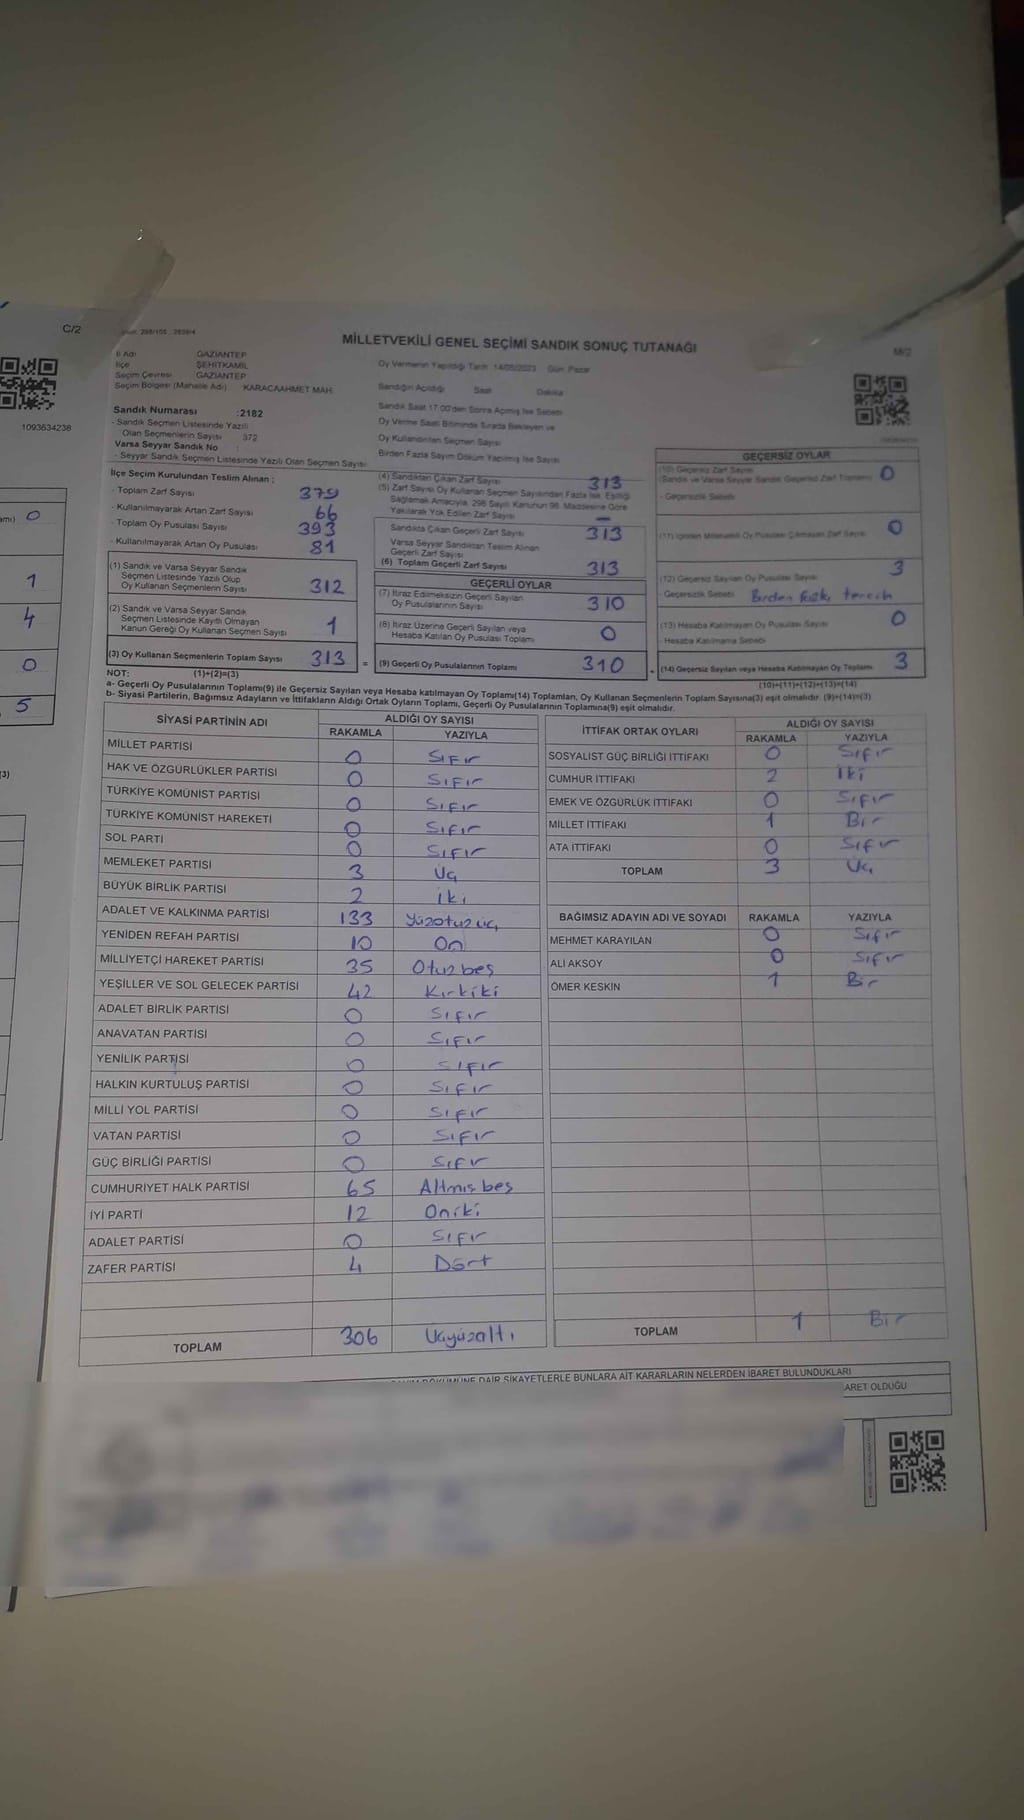 C/2
1093634238
0
1
4
0
5
MİLLETVEKİLİ GENEL SEÇİMİ SANDIK SONUÇ TUTANAĞI
M/2
İl Adı GAZİANTEP
İlçe ŞEHİTKAMİL
Seçim Çevresi GAZİANTEP
Seçim Bölgesi (Mahalle Adı) KARACAAHMET MAH.
Oy Vermenin Yapıldığı Tarih 14/05/2023 Gün Pazar
Sandığın Açıldığı Saat Dakika
Sandık Saat 17.00'den Sonra Açılmış İse Sebebi
Oy Verme Saati Bitiminde Sırada Bekleyen ve
Oy Kullandırılan Seçmen Sayısı
Birden Fazla Sayım Döküm Yapılmış İse Sayısı
Sandık Numarası :2182
- Sandık Seçmen Listesinde Yazılı
Olan Seçmenlerin Sayısı 372
Varsa Seyyar Sandık No :
- Seyyar Sandık Seçmen Listesinde Yazılı Olan Seçmen Sayısı
İlçe Seçim Kurulundan Teslim Alınan ;
- Toplam Zarf Sayısı 379
- Kullanılmayarak Artan Zarf Sayısı 66
- Toplam Oy Pusulası Sayısı 393
- Kullanılmayarak Artan Oy Pusulası 81
(1) Sandık ve Varsa Seyyar Sandık
Seçmen Listesinde Yazılı Olup
Oy Kullanan Seçmenlerin Sayısı 312
(2) Sandık ve Varsa Seyyar Sandık
Seçmen Listesinde Kayıtlı Olmayan
Kanun Gereği Oy Kullanan Seçmen Sayısı 1
(3) Oy Kullanan Seçmenlerin Toplam Sayısı 313 =
(4) Sandıktan Çıkan Zarf Sayısı 313
(5) Zarf Sayısı Oy Kullanan Seçmen Sayısından Fazla İse, Eşitliği
Sağlamak Amacıyla, 298 Sayılı Kanunun 98. Maddesine Göre
Yakılarak Yok Edilen Zarf Sayısı —
Sandıkta Çıkan Geçerli Zarf Sayısı 313
Varsa Seyyar Sandıktan Teslim Alınan
Geçerli Zarf Sayısı
(6) Toplam Geçerli Zarf Sayısı 313
GEÇERLİ OYLAR
(7) İtiraz Edilmeksizin Geçerli Sayılan
Oy Pusulalarının Sayısı 310
(8) İtiraz Üzerine Geçerli Sayılan veya
Hesaba Katılan Oy Pusulası Toplamı 0
(9) Geçerli Oy Pusulalarının Toplamı 310
GEÇERSİZ OYLAR
(10) Geçersiz Zarf Sayısı
(Sandık ve Varsa Seyyar Sandık Geçersiz Zarf Toplamı) 0
- Geçersizlik Sebebi
(11) İçinden Milletvekili Oy Pusulası Çıkmayan Zarf Sayısı 0
(12) Geçersiz Sayılan Oy Pusulası Sayısı 3
- Geçersizlik Sebebi Birden fazla tercih
(13) Hesaba Katılmayan Oy Pusulası Sayısı 0
- Hesaba Katılmama Sebebi
(14) Geçersiz Sayılan veya Hesaba Katılmayan Oy Toplamı 3
NOT: (1)+(2)=(3)
(10)+(11)+(12)+(13)=(14)
a- Geçerli Oy Pusulalarının Toplamı(9) ile Geçersiz Sayılan veya Hesaba katılmayan Oy Toplamı(14) Toplamları, Oy Kullanan Seçmenlerin Toplam Sayısına(3) eşit olmalıdır. (9)+(14)=(3)
b- Siyasi Partilerin, Bağımsız Adayların ve İttifakların Aldığı Ortak Oyların Toplamı, Geçerli Oy Pusulalarının Toplamına(9) eşit olmalıdır.
SİYASİ PARTİNİN ADI ALDIĞI OY SAYISI
RAKAMLA YAZIYLA
MİLLET PARTİSİ 0 Sıfır
HAK VE ÖZGÜRLÜKLER PARTİSİ 0 Sıfır
TÜRKİYE KOMÜNİST PARTİSİ 0 Sıfır
TÜRKİYE KOMÜNİST HAREKETİ 0 Sıfır
SOL PARTİ 0 Sıfır
MEMLEKET PARTİSİ 3 Üç
BÜYÜK BİRLİK PARTİSİ 2 iki
ADALET VE KALKINMA PARTİSİ 133 Yüzotuzüç
YENİDEN REFAH PARTİSİ 10 On
MİLLİYETÇİ HAREKET PARTİSİ 35 Otuzbeş
YEŞİLLER VE SOL GELECEK PARTİSİ 42 Kırkiki
ADALET BİRLİK PARTİSİ 0 Sıfır
ANAVATAN PARTİSİ 0 Sıfır
YENİLİK PARTİSİ 0 Sıfır
HALKIN KURTULUŞ PARTİSİ 0 Sıfır
MİLLİ YOL PARTİSİ 0 Sıfır
VATAN PARTİSİ 0 Sıfır
GÜÇ BİRLİĞİ PARTİSİ 0 Sıfır
CUMHURİYET HALK PARTİSİ 65 Altmışbeş
İYİ PARTİ 12 Oniki
ADALET PARTİSİ 0 Sıfır
ZAFER PARTİSİ 4 Dört
TOPLAM 306 Üçyüzaltı
İTTİFAK ORTAK OYLARI ALDIĞI OY SAYISI
RAKAMLA YAZIYLA
SOSYALİST GÜÇ BİRLİĞİ İTTİFAKI 0 Sıfır
CUMHUR İTTİFAKI 2 İki
EMEK VE ÖZGÜRLÜK İTTİFAKI 0 Sıfır
MİLLET İTTİFAKI 1 Bir
ATA İTTİFAKI 0 Sıfır
TOPLAM 3 Üç
BAĞIMSIZ ADAYIN ADI VE SOYADI RAKAMLA YAZIYLA
MEHMET KARAYILAN 0 Sıfır
ALİ AKSOY 0 Sıfır
ÖMER KESKİN 1 Bir
TOPLAM 1 Bir
DÖKÜMÜNE DAİR ŞİKAYETLERLE BUNLARA AİT KARARLARIN NELERDEN İBARET BULUNDUKLARI
ARET OLDUĞU